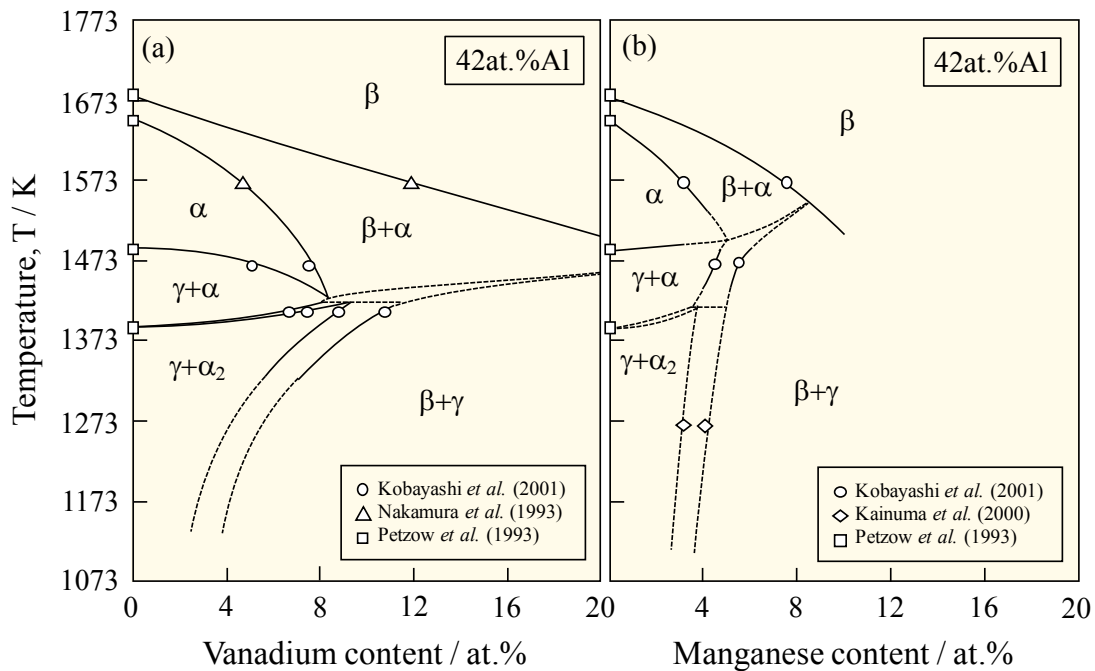 1773
1673
1573
1473
1373
1273
1173
1073
Temperature, T / K
(a)
42at.%Al
β
α
β+α
γ+α
γ+α₂
β+γ
Kobayashi et al. (2001)
Nakamura et al. (1993)
Petzow et al. (1993)
0 4 8 12 16 20
Vanadium content / at.%
(b)
42at.%Al
β
α
β+α
γ+α
γ+α₂
β+γ
Kobayashi et al. (2001)
Kainuma et al. (2000)
Petzow et al. (1993)
4 8 12 16 20
Manganese content / at.%